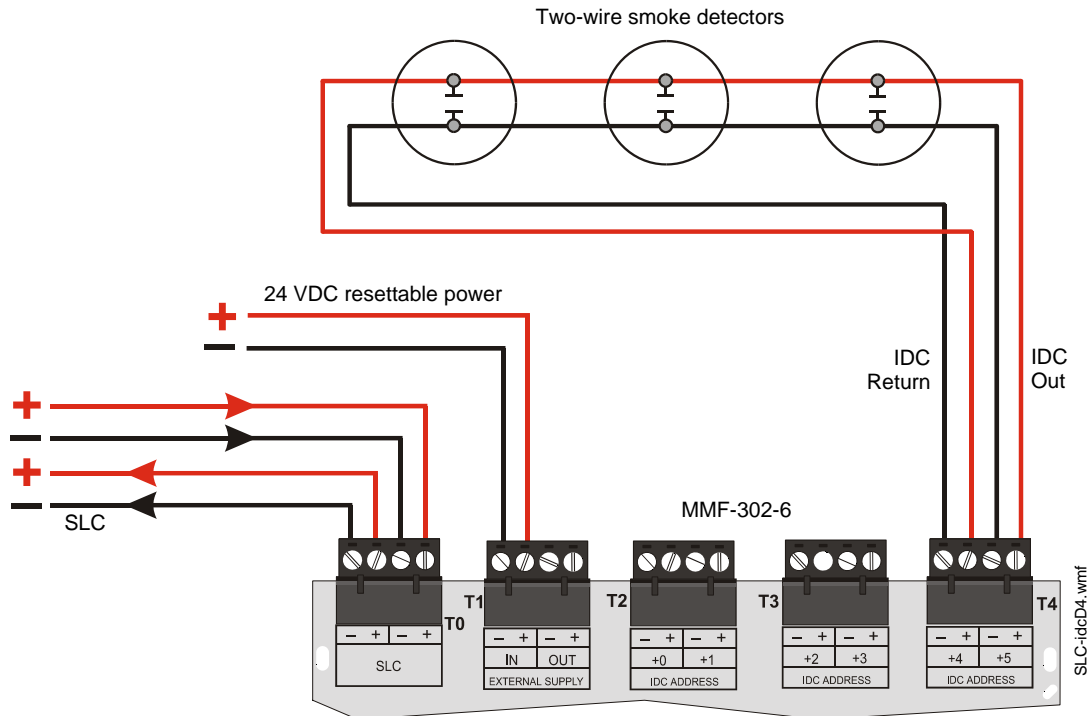 Two-wire smoke detectors
24 VDC resettable power
+
−
IDC
Return
IDC
Out
+
−
+
−
SLC
MMF-302-6
T0
T1
T2
T3
T4
− + − +
SLC
− + − +
IN OUT
EXTERNAL SUPPLY
− + − +
+0 +1
IDC ADDRESS
− + − +
+2 +3
IDC ADDRESS
− + − +
+4 +5
IDC ADDRESS
SLC-idcD4.wmf